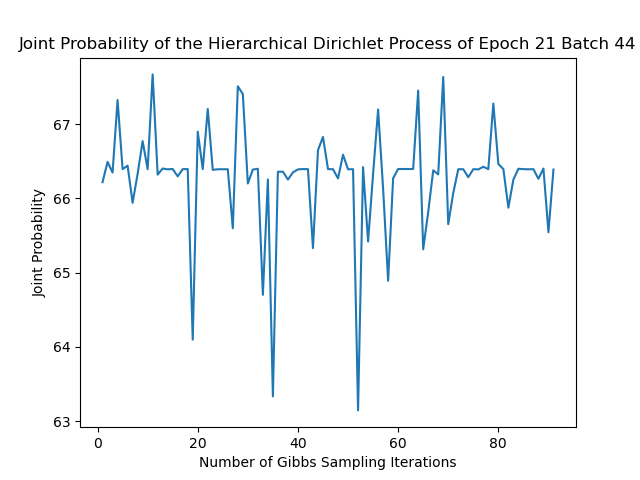 Joint Probability of the Hierarchical Dirichlet Process of Epoch 21 Batch 44
67
66
65
64
63
Joint Probability
0 20 40 60 80
Number of Gibbs Sampling Iterations